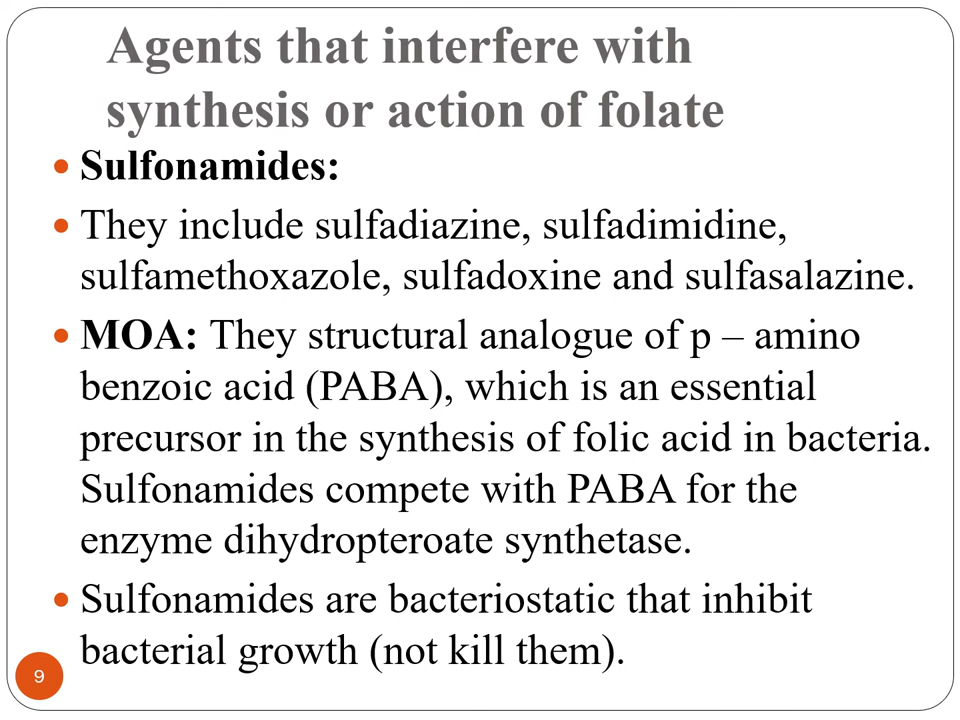 Agents that interfere with
synthesis or action of folate
• Sulfonamides:
• They include sulfadiazine, sulfadimidine,
sulfamethoxazole, sulfadoxine and sulfasalazine.
• MOA: They structural analogue of p – amino
benzoic acid (PABA), which is an essential
precursor in the synthesis of folic acid in bacteria.
Sulfonamides compete with PABA for the
enzyme dihydropteroate synthetase.
• Sulfonamides are bacteriostatic that inhibit
bacterial growth (not kill them).
9